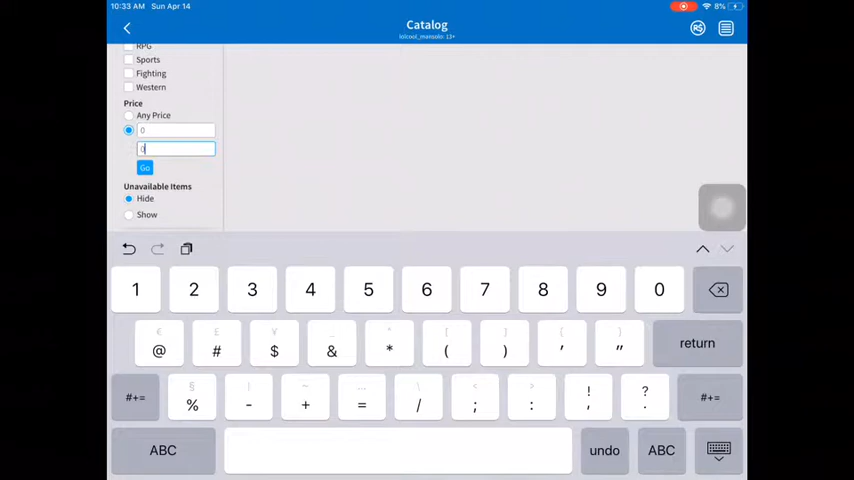 10:33 AM Sun Apr 14
8%
Catalog
lolcool_mansoln 13+
R$
RPG
Sports
Fighting
Western
Price
Any Price
0
0
Go
Unavailable Items
Hide
Show
1 2 3 4 5 6 7 8 9 0
€ £ ¥ _ ^ [ ] { }
@ # $ & * ( ) ' "
return
§ | ~ … \ < >
#+= % - + = / ; : ! , ? . #+=
ABC undo ABC